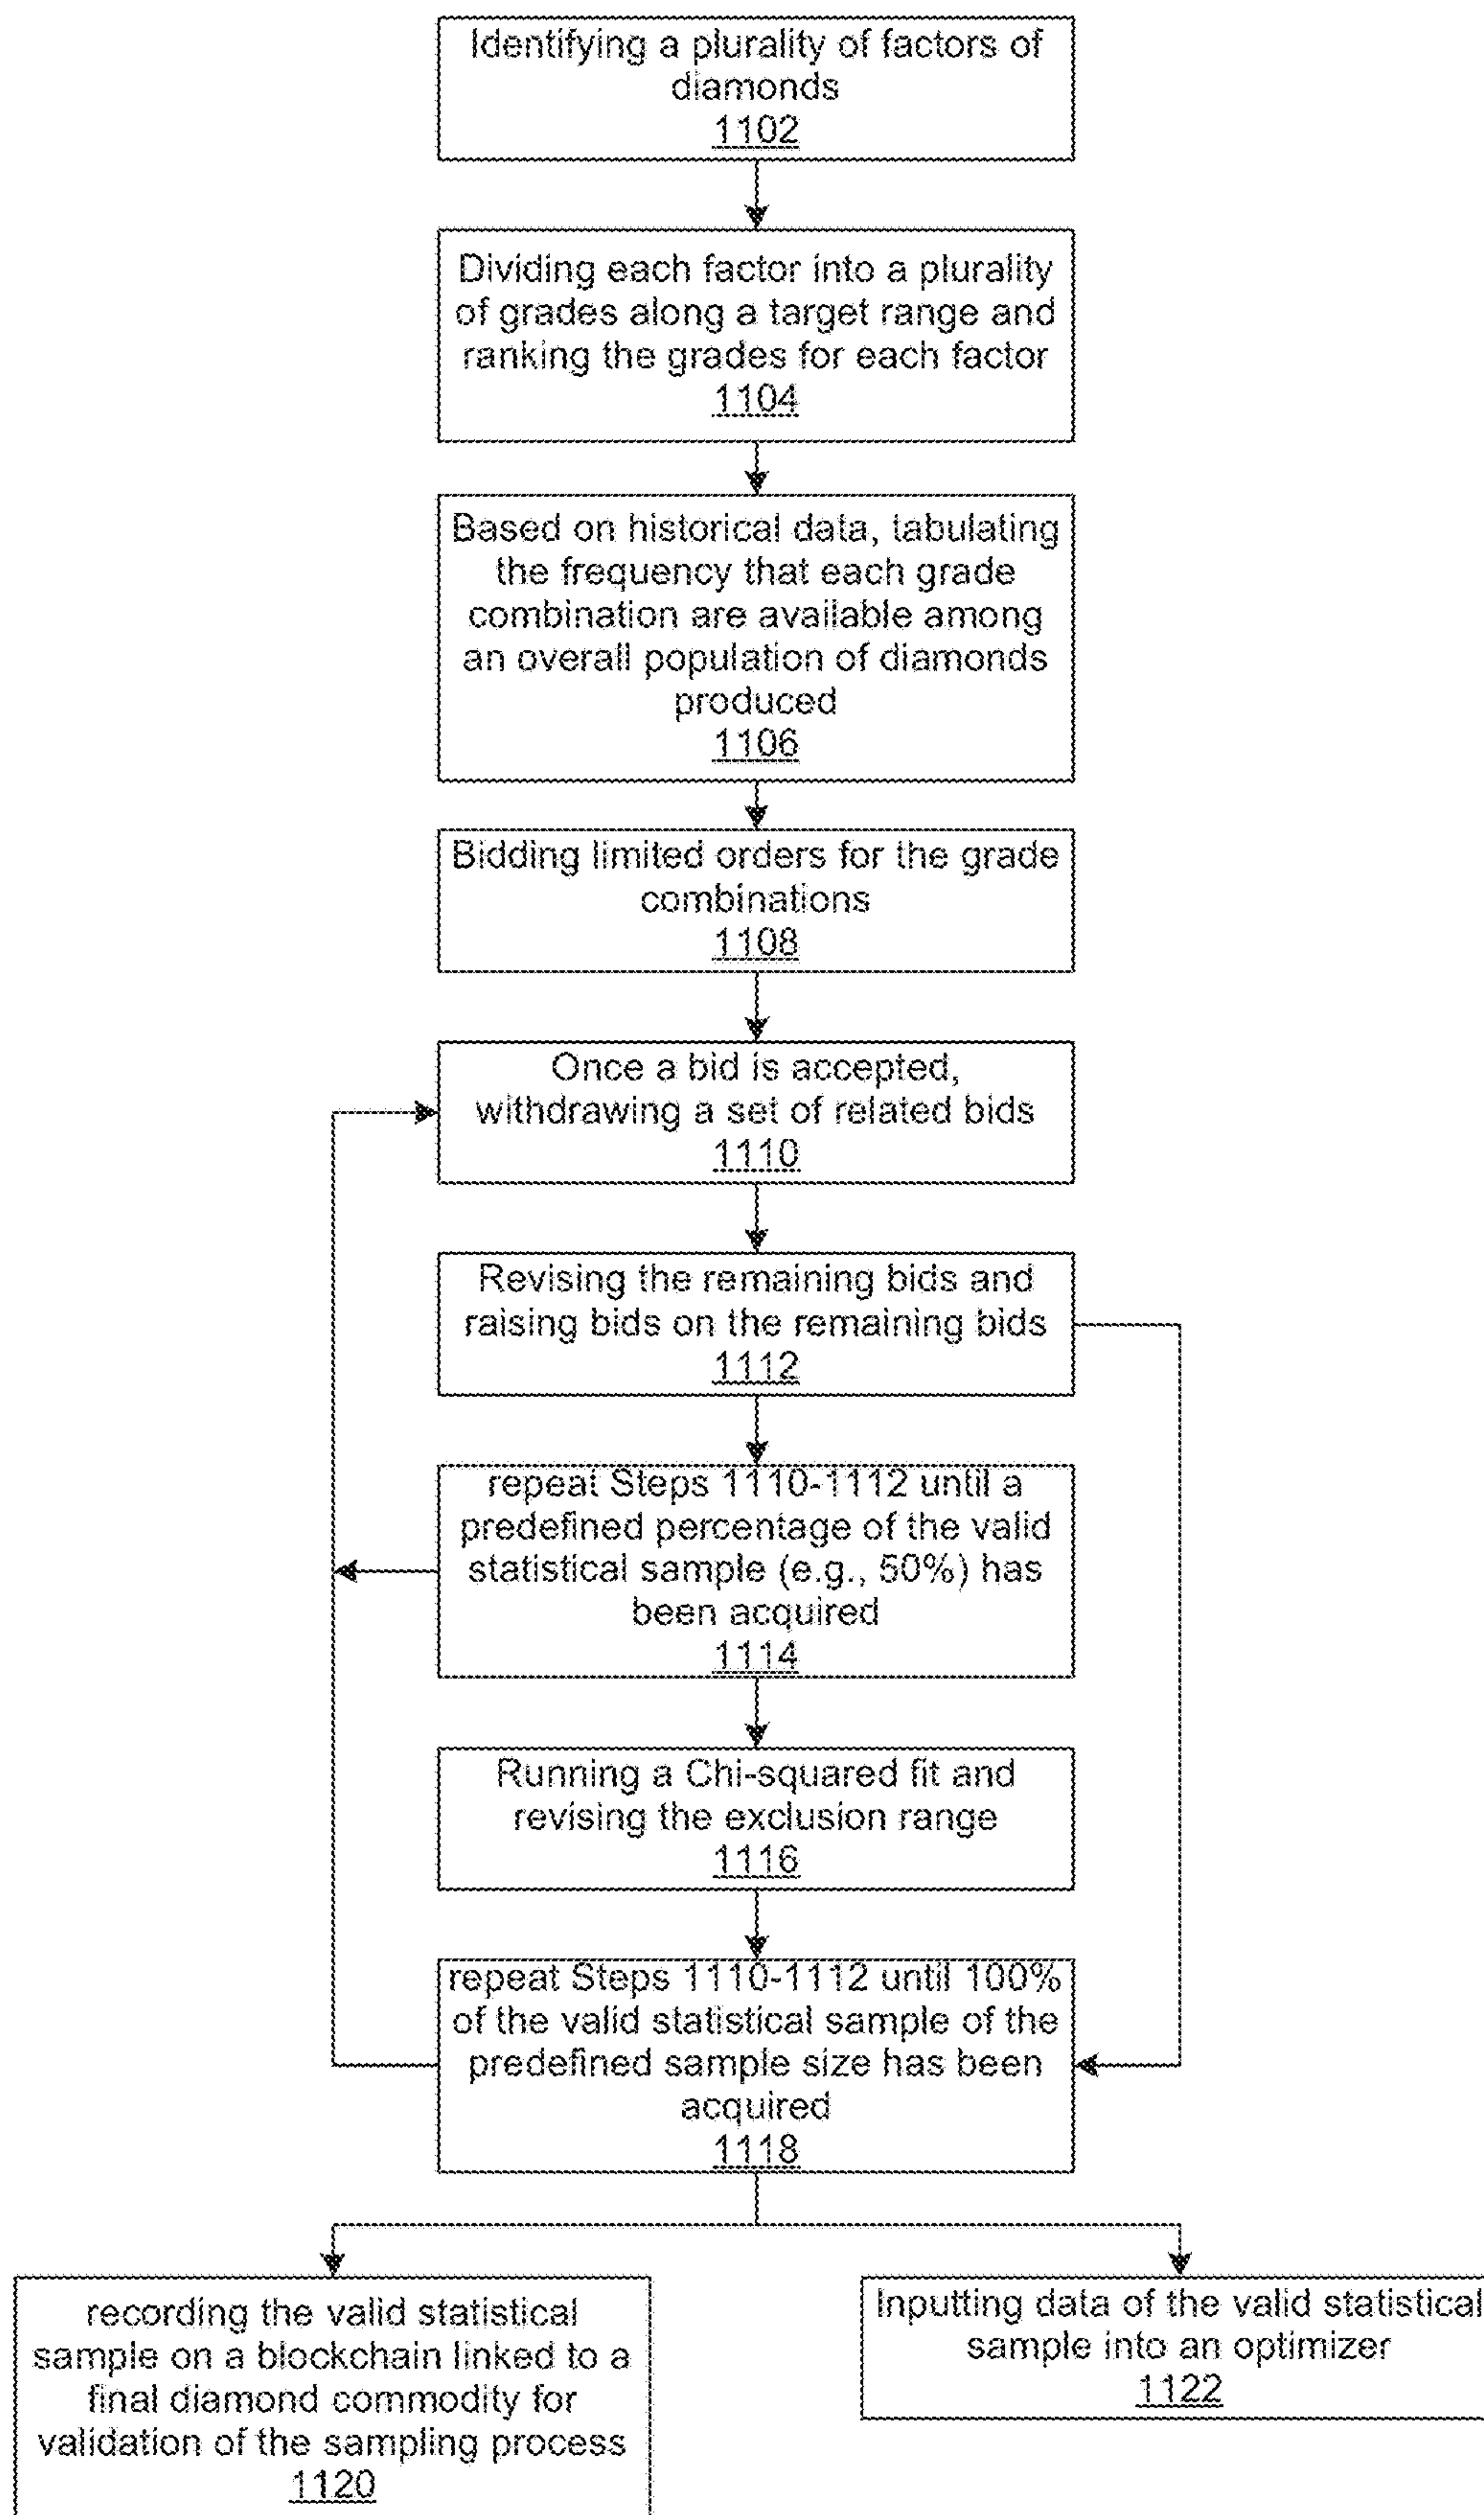 Identifying a plurality of factors of
diamonds
1102
Dividing each factor into a plurality
of grades along a target range and
ranking the grades for each factor
1104
Based on historical data, tabulating
the frequency that each grade
combination are available among
an overall population of diamonds
produced
1106
Bidding limited orders for the grade
combinations
1108
Once a bid is accepted,
withdrawing a set of related bids
1110
Revising the remaining bids and
raising bids on the remaining bids
1112
repeat Steps 1110-1112 until a
predefined percentage of the valid
statistical sample (e.g., 50%) has
been acquired
1114
Running a Chi-squared fit and
revising the exclusion range
1116
repeat Steps 1110-1112 until 100%
of the valid statistical sample of the
predefined sample size has been
acquired
1118
recording the valid statistical
sample on a blockchain linked to a
final diamond commodity for
validation of the sampling process
1120
Inputting data of the valid statistical
sample into an optimizer
1122